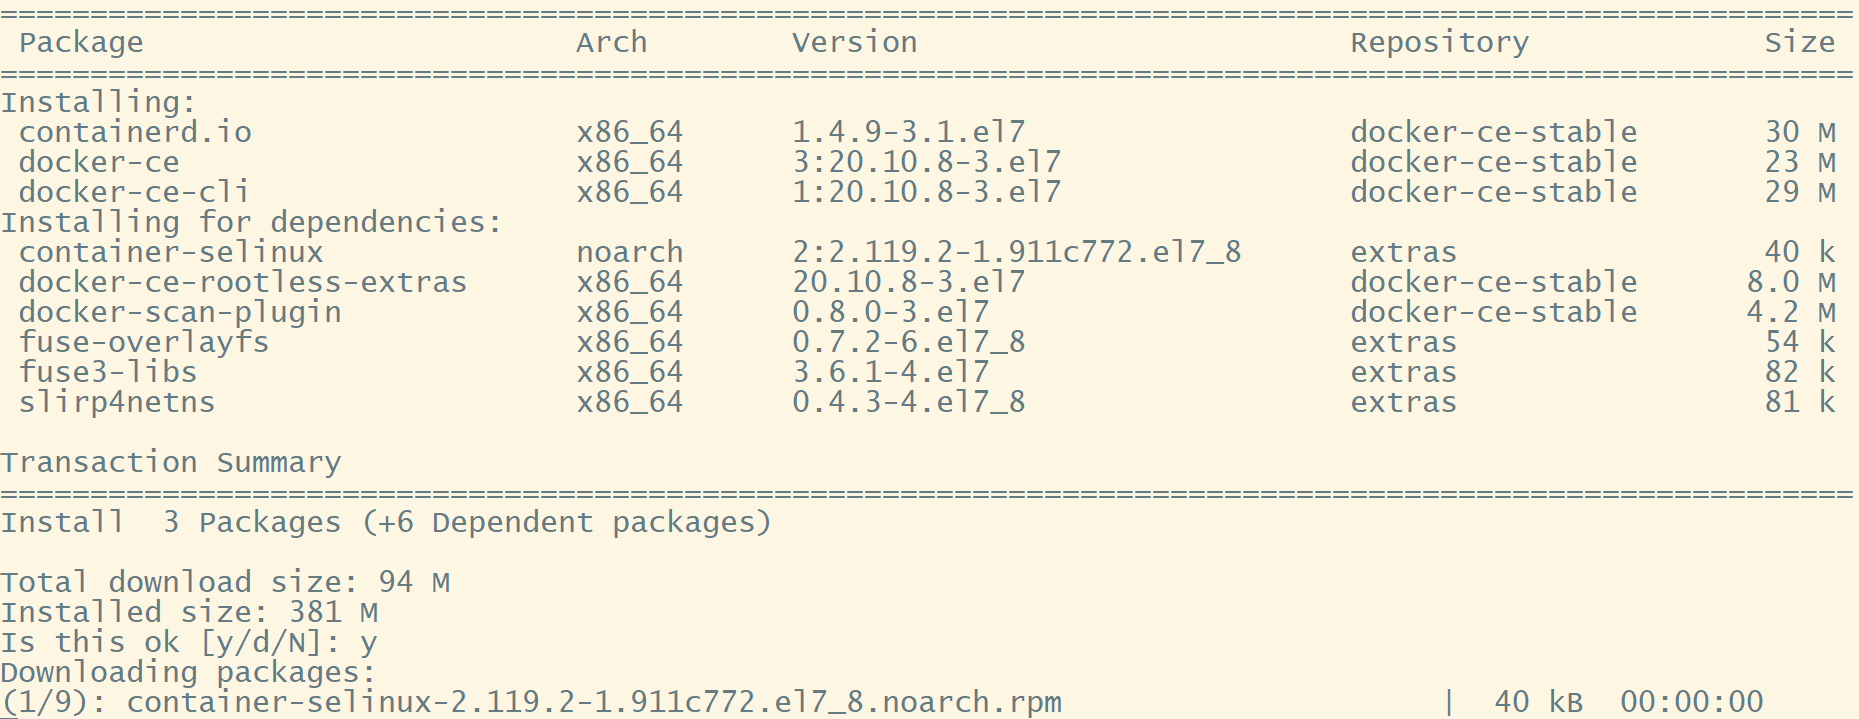 =======================================================================================================
 Package                        Arch        Version                        Repository             Size
=======================================================================================================
Installing:
 containerd.io                  x86_64      1.4.9-3.1.el7                  docker-ce-stable       30 M
 docker-ce                      x86_64      3:20.10.8-3.el7                docker-ce-stable       23 M
 docker-ce-cli                  x86_64      1:20.10.8-3.el7                docker-ce-stable       29 M
Installing for dependencies:
 container-selinux              noarch      2:2.119.2-1.911c772.el7_8      extras                 40 k
 docker-ce-rootless-extras      x86_64      20.10.8-3.el7                  docker-ce-stable      8.0 M
 docker-scan-plugin             x86_64      0.8.0-3.el7                    docker-ce-stable      4.2 M
 fuse-overlayfs                 x86_64      0.7.2-6.el7_8                  extras                 54 k
 fuse3-libs                     x86_64      3.6.1-4.el7                    extras                 82 k
 slirp4netns                    x86_64      0.4.3-4.el7_8                  extras                 81 k

Transaction Summary
=======================================================================================================
Install  3 Packages (+6 Dependent packages)

Total download size: 94 M
Installed size: 381 M
Is this ok [y/d/N]: y
Downloading packages:
(1/9): container-selinux-2.119.2-1.911c772.el7_8.noarch.rpm                     |  40 kB  00:00:00